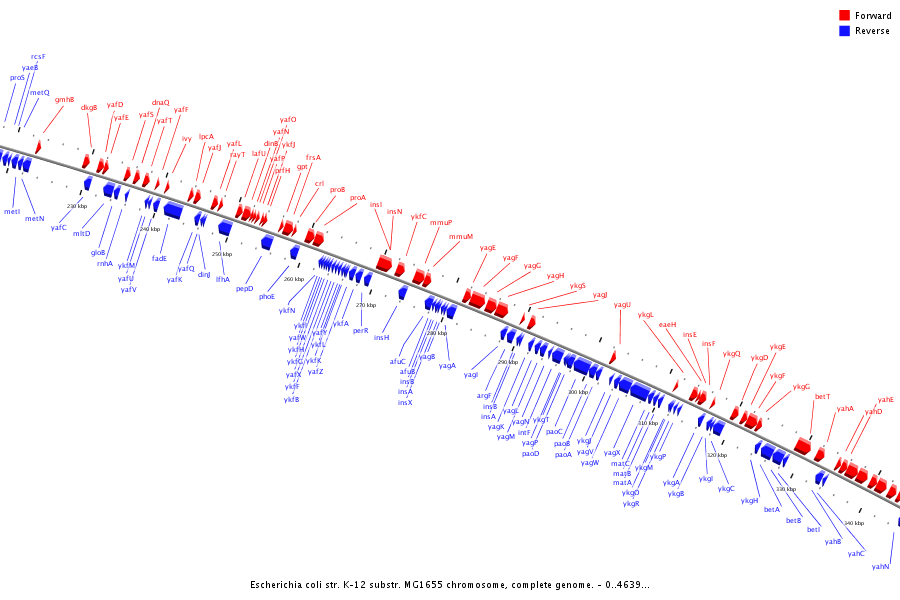 Forward
Reverse
rcsF
yaeB
proS
metQ
gmhB
dkgB
yafD
yafE
yafS
dnaQ
yafT
yafF
ivy
lpcA
yafJ
yafL
rayT
lafU
dinB
yafN
yafO
ykfJ
yafP
prfH
gpt
frsA
crl
proB
proA
insI
insN
ykfC
mmuP
mmuM
yagE
yagF
yagG
yagH
ykgS
yagJ
yagU
ykgL
eaeH
insE
insF
ykgQ
ykgD
ykgE
ykgF
ykgG
betT
yahA
yahD
yahE
metI
metN
230 kbp
yafC
mltD
gloB
rnhA
ykfM
yafU
yafV
240 kbp
fadE
yafK
yafQ
dinJ
250 kbp
lfhA
pepD
phoE
260 kbp
ykfN
ykfI
yafW
ykfH
ykfG
yafX
ykfF
ykfB
yafY
ykfL
ykfK
yafZ
ykfA
270 kbp
perR
insH
afuC
afuB
insB
insA
insX
280 kbp
yagB
yagA
yagI
290 kbp
argF
insB
insA
yagK
yagM
yagL
yagN
intF
yagP
paoD
ykgT
300 kbp
paoC
paoB
paoA
ykgJ
yagV
yagW
yagX
matC
matB
matA
ykgO
ykgR
310 kbp
ykgM
ykgP
ykgA
ykgB
320 kbp
ykgI
ykgC
ykgH
betA
330 kbp
betB
betI
yahB
340 kbp
yahC
yahN
Escherichia coli str. K-12 substr. MG1655 chromosome, complete genome. - 0..4639...